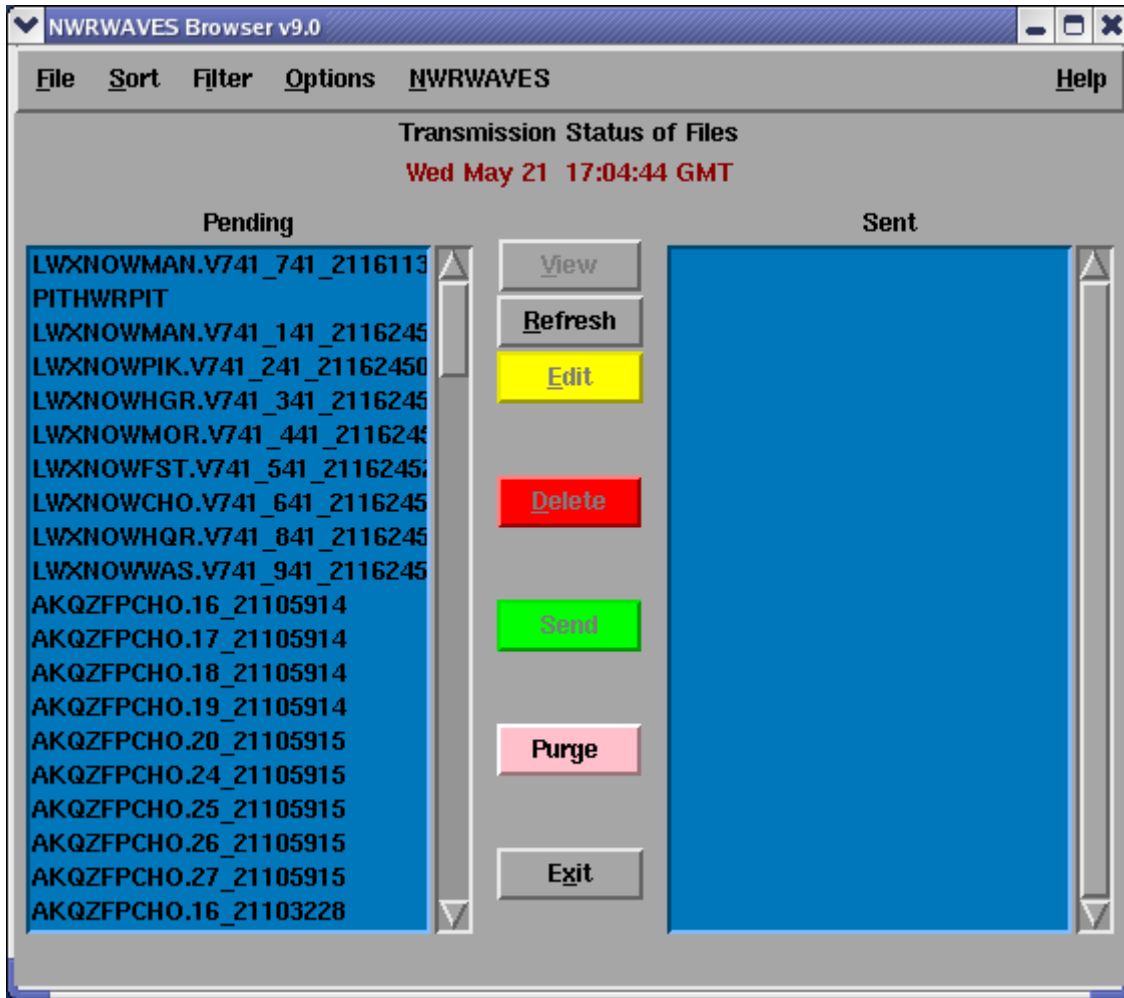 NWRWAVES Browser v9.0
File Sort Filter Options NWRWAVES Help
Transmission Status of Files
Wed May 21 17:04:44 GMT
Pending
LWXNOWMAN.V741_741_2116113
PITHWRPIT
LWXNOWMAN.V741_141_2116245
LWXNOWPIK.V741_241_21162450
LWXNOWHGR.V741_341_2116245
LWXNOWMOR.V741_441_2116245
LWXNOWFST.V741_541_21162452
LWXNOWCHO.V741_641_2116245
LWXNOWHQR.V741_841_2116245
LWXNOWWAS.V741_941_2116245
AKQZFPCHO.16_21105914
AKQZFPCHO.17_21105914
AKQZFPCHO.18_21105914
AKQZFPCHO.19_21105914
AKQZFPCHO.20_21105915
AKQZFPCHO.24_21105915
AKQZFPCHO.25_21105915
AKQZFPCHO.26_21105915
AKQZFPCHO.27_21105915
AKQZFPCHO.16_21103228
View
Refresh
Edit
Delete
Send
Purge
Exit
Sent